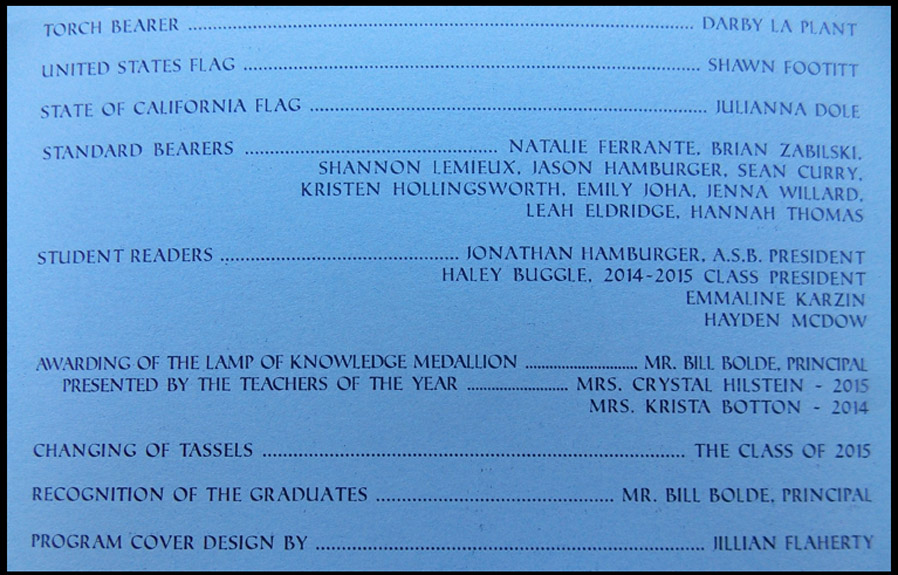 TORCH BEARER ........................................ DARBY LA PLANT
UNITED STATES FLAG ........................................ SHAWN FOOTITT
STATE OF CALIFORNIA FLAG ........................................ JULIANNA DOLE
STANDARD BEARERS ........................................ NATALIE FERRANTE, BRIAN ZABILSKI,
SHANNON LEMIEUX, JASON HAMBURGER, SEAN CURRY,
KRISTEN HOLLINGSWORTH, EMILY JOHA, JENNA WILLARD,
LEAH ELDRIDGE, HANNAH THOMAS
STUDENT READERS ........................................ JONATHAN HAMBURGER, A.S.B. PRESIDENT
HALEY BUGGLE, 2014-2015 CLASS PRESIDENT
EMMALINE KARZIN
HAYDEN MCDOW
AWARDING OF THE LAMP OF KNOWLEDGE MEDALLION .................... MR. BILL BOLDE, PRINCIPAL
PRESENTED BY THE TEACHERS OF THE YEAR .................... MRS. CRYSTAL HILSTEIN - 2015
MRS. KRISTA BOTTON - 2014
CHANGING OF TASSELS ........................................ THE CLASS OF 2015
RECOGNITION OF THE GRADUATES ........................................ MR. BILL BOLDE, PRINCIPAL
PROGRAM COVER DESIGN BY ........................................ JILLIAN FLAHERTY